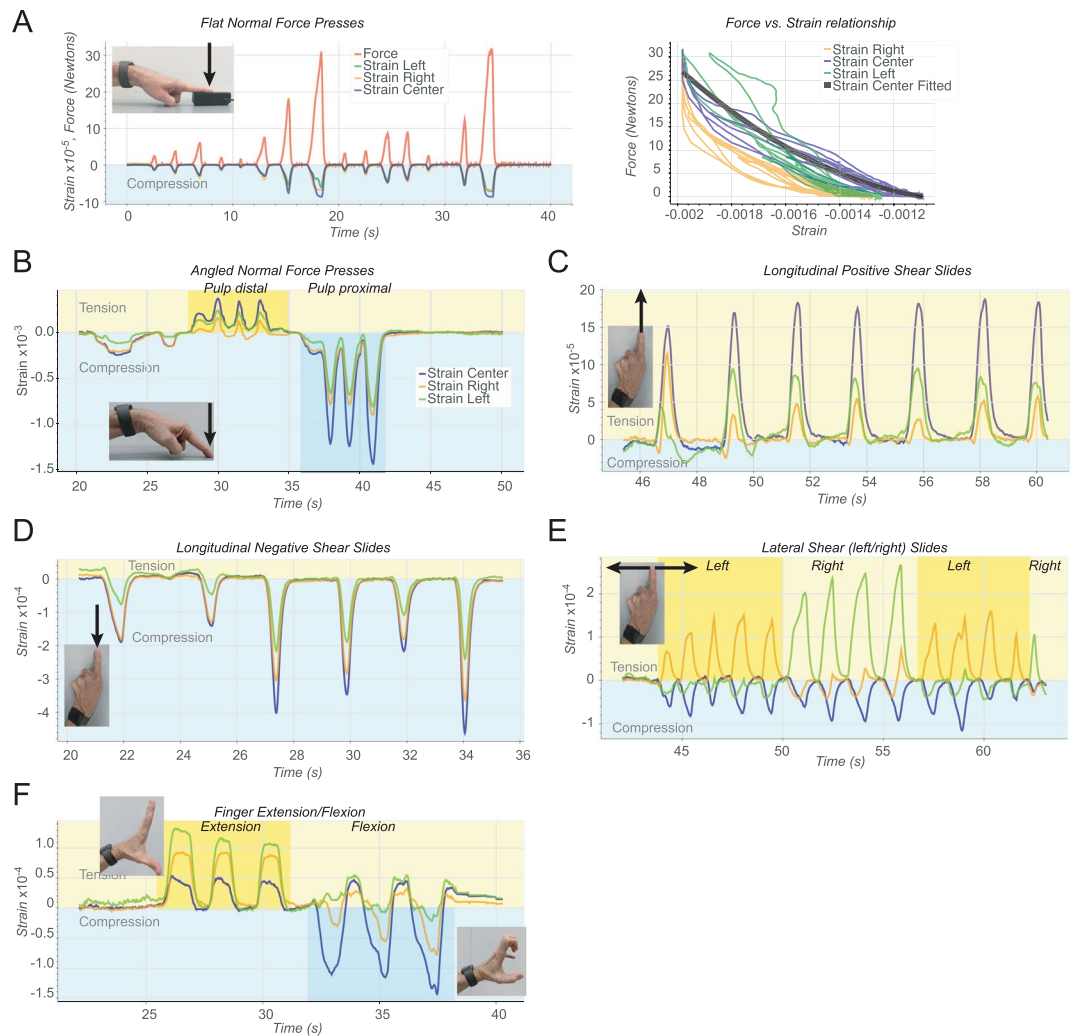 A
Flat Normal Force Presses
Strain x10-5, Force (Newtons)
30
20
10
0
-10
Force
Strain Left
Strain Right
Strain Center
Compression
0
10
20
30
40
Time (s)
Force vs. Strain relationship
Force (Newtons)
30
25
20
15
10
5
0
Strain Right
Strain Center
Strain Left
Strain Center Fitted
-0.002
-0.0018
-0.0016
-0.0014
-0.0012
Strain
B
Angled Normal Force Presses
Pulp distal
Pulp proximal
Tension
Compression
Strain x10-3
0.0
-0.5
-1.0
-1.5
Strain Center
Strain Right
Strain Left
20
25
30
35
40
45
50
Time (s)
C
Longitudinal Positive Shear Slides
Strain x10-5
20
15
10
5
0
Tension
Compression
46
48
50
52
54
56
58
60
Time (s)
D
Longitudinal Negative Shear Slides
Strain x10-4
0
-1
-2
-3
-4
Tension
Compression
20
22
24
26
28
30
32
34
36
Time (s)
E
Lateral Shear (left/right) Slides
Left
Right
Left
Right
Strain x10-4
2
1
0
-1
Tension
Compression
45
50
55
60
Time (s)
F
Finger Extension/Flexion
Extension
Flexion
Strain x10-4
1.0
0.5
0
-0.5
-1.0
-1.5
Tension
Compression
25
30
35
40
Time (s)